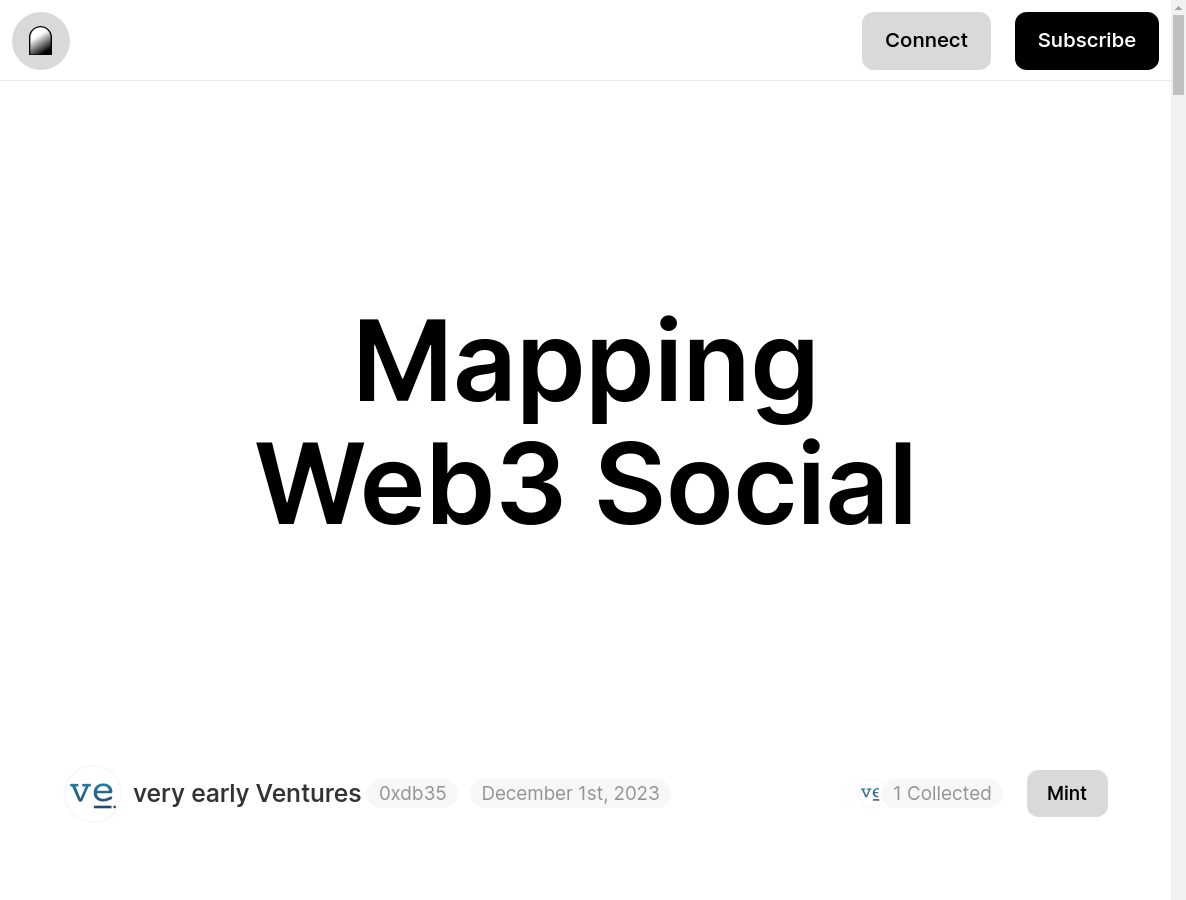 Connect
Subscribe
Mapping
Web3 Social
ve
very early Ventures
0xdb35
December 1st, 2023
ve
1 Collected
Mint